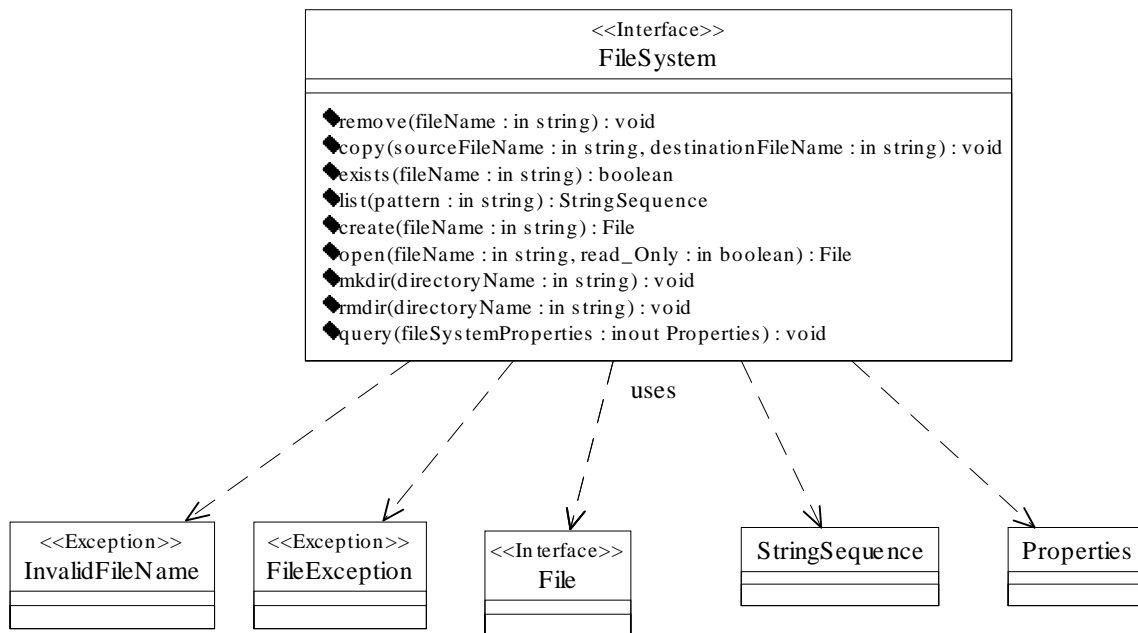 <<Interface>>
FileSystem
remove(fileName : in string) : void
copy(sourceFileName : in string, destinationFileName : in string) : void
exists(fileName : in string) : boolean
list(pattern : in string) : StringSequence
create(fileName : in string) : File
open(fileName : in string, read_Only : in boolean) : File
mkdir(directoryName : in string) : void
rmdir(directoryName : in string) : void
query(fileSystemProperties : inout Properties) : void
uses
<<Exception>>
InvalidFileName
<<Exception>>
FileException
<<Interface>>
File
StringSequence
Properties